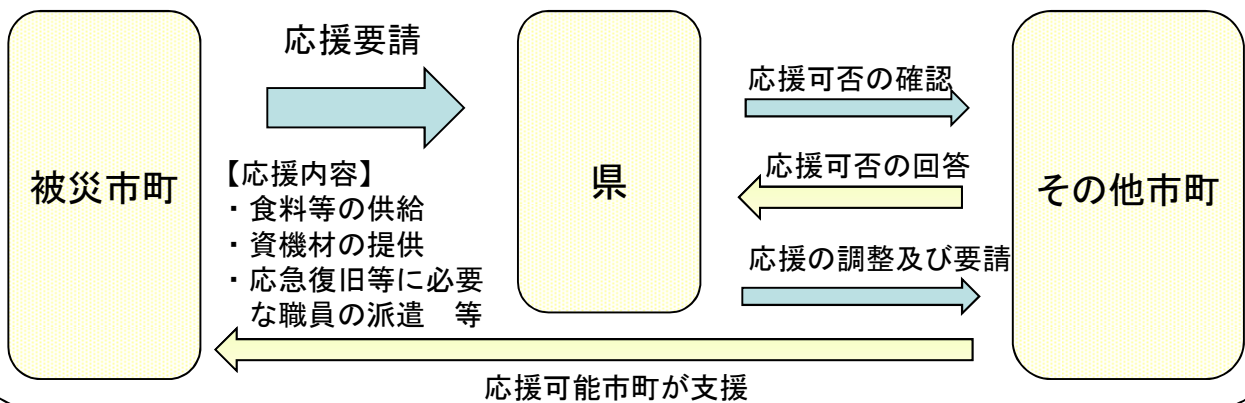 応援要請
被災市町
【応援内容】
・食料等の供給
・資機材の提供
・応急復旧等に必要
な職員の派遣　等
県
応援可否の確認
応援可否の回答
応援の調整及び要請
その他市町
応援可能市町が支援